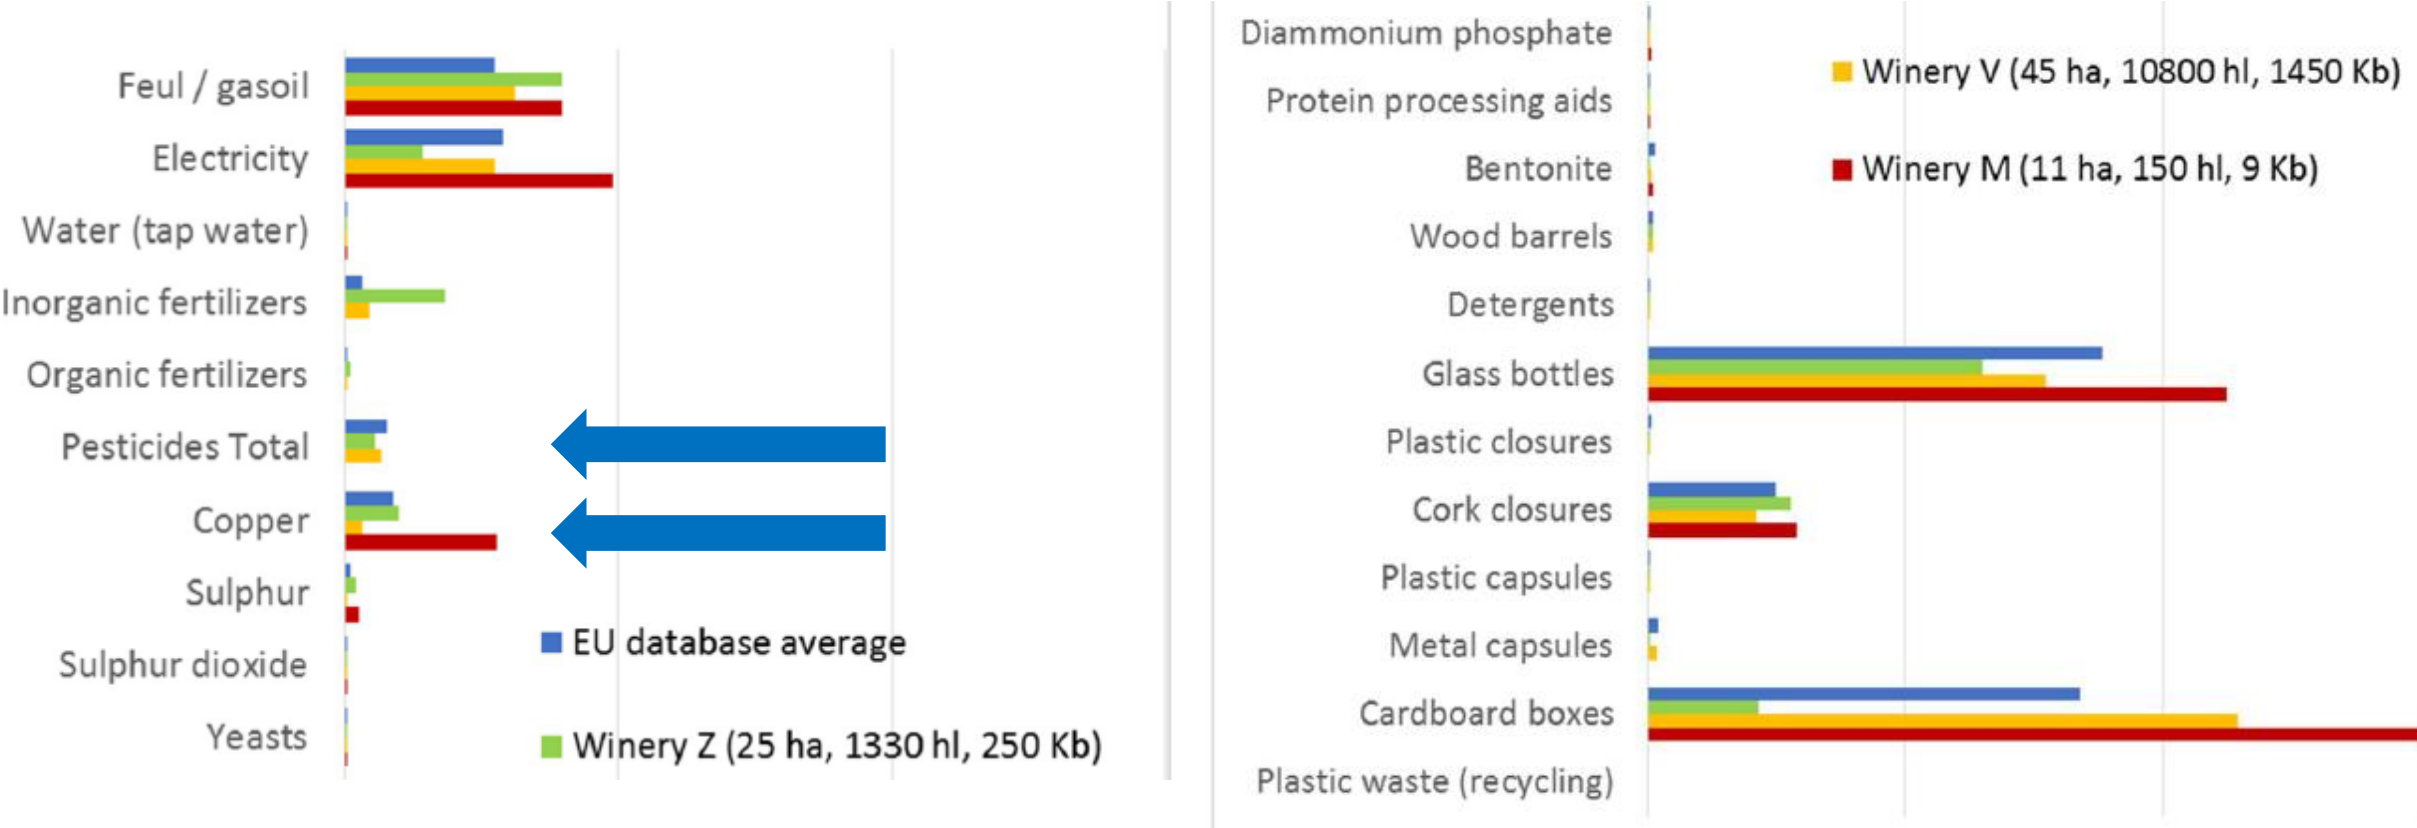 Feul / gasoil
Electricity
Water (tap water)
Inorganic fertilizers
Organic fertilizers
Pesticides Total
Copper
Sulphur
Sulphur dioxide
Yeasts
EU database average
Winery Z (25 ha, 1330 hl, 250 Kb)
Diammonium phosphate
Protein processing aids
Bentonite
Wood barrels
Detergents
Glass bottles
Plastic closures
Cork closures
Plastic capsules
Metal capsules
Cardboard boxes
Plastic waste (recycling)
Winery V (45 ha, 10800 hl, 1450 Kb)
Winery M (11 ha, 150 hl, 9 Kb)